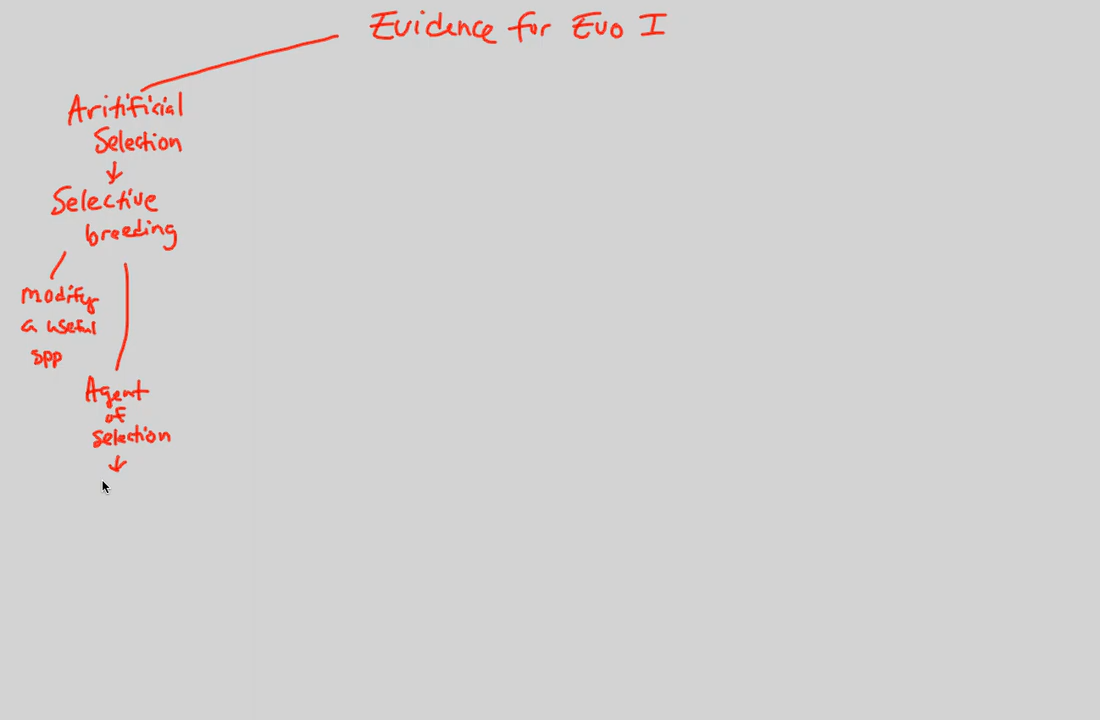 Evidence for Evo I
Aritificial
Selection
↓
Selective
breeding
modify
a useful
spp
Agent
of
selection
↓